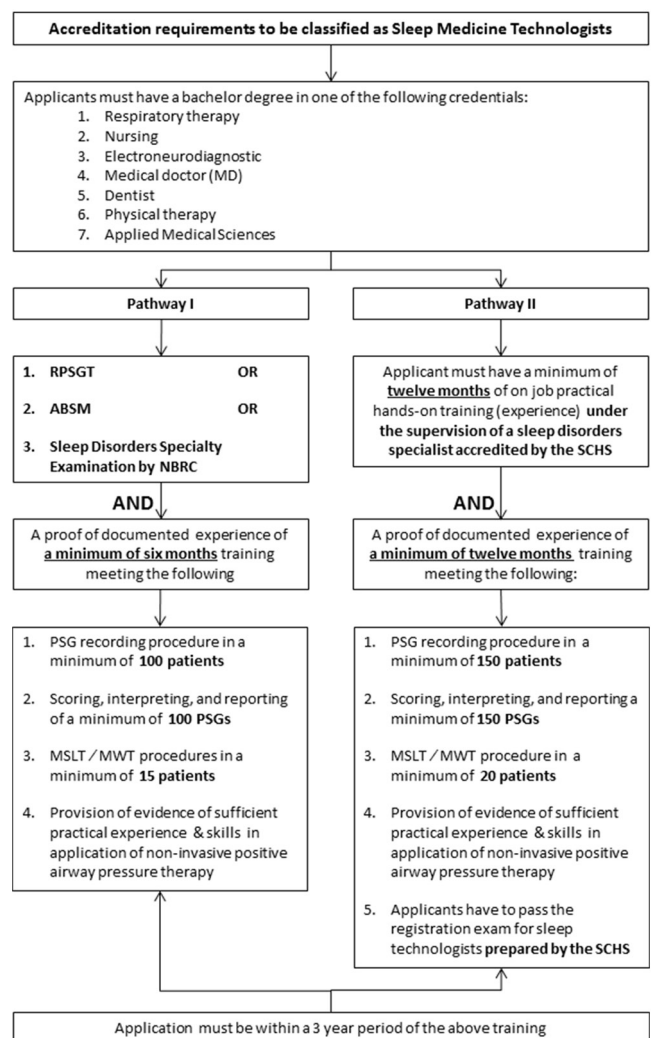 Accreditation requirements to be classified as Sleep Medicine Technologists
Applicants must have a bachelor degree in one of the following credentials:
1. Respiratory therapy
2. Nursing
3. Electroneurodiagnostic
4. Medical doctor (MD)
5. Dentist
6. Physical therapy
7. Applied Medical Sciences
Pathway I
1. RPSGT OR
2. ABSM OR
3. Sleep Disorders Specialty
Examination by NBRC
AND
A proof of documented experience of
a minimum of six months training
meeting the following
1. PSG recording procedure in a
minimum of 100 patients
2. Scoring, interpreting, and reporting
of a minimum of 100 PSGs
3. MSLT / MWT procedures in a
minimum of 15 patients
4. Provision of evidence of sufficient
practical experience & skills in
application of non-invasive positive
airway pressure therapy
Pathway II
Applicant must have a minimum of
twelve months of on job practical
hands-on training (experience) under
the supervision of a sleep disorders
specialist accredited by the SCHS
AND
A proof of documented experience of
a minimum of twelve months training
meeting the following:
1. PSG recording procedure in a
minimum of 150 patients
2. Scoring, interpreting, and reporting a
minimum of 150 PSGs
3. MSLT / MWT procedure in a
minimum of 20 patients
4. Provision of evidence of sufficient
practical experience & skills in
application of non-invasive positive
airway pressure therapy
5. Applicants have to pass the
registration exam for sleep
technologists prepared by the SCHS
Application must be within a 3 year period of the above training